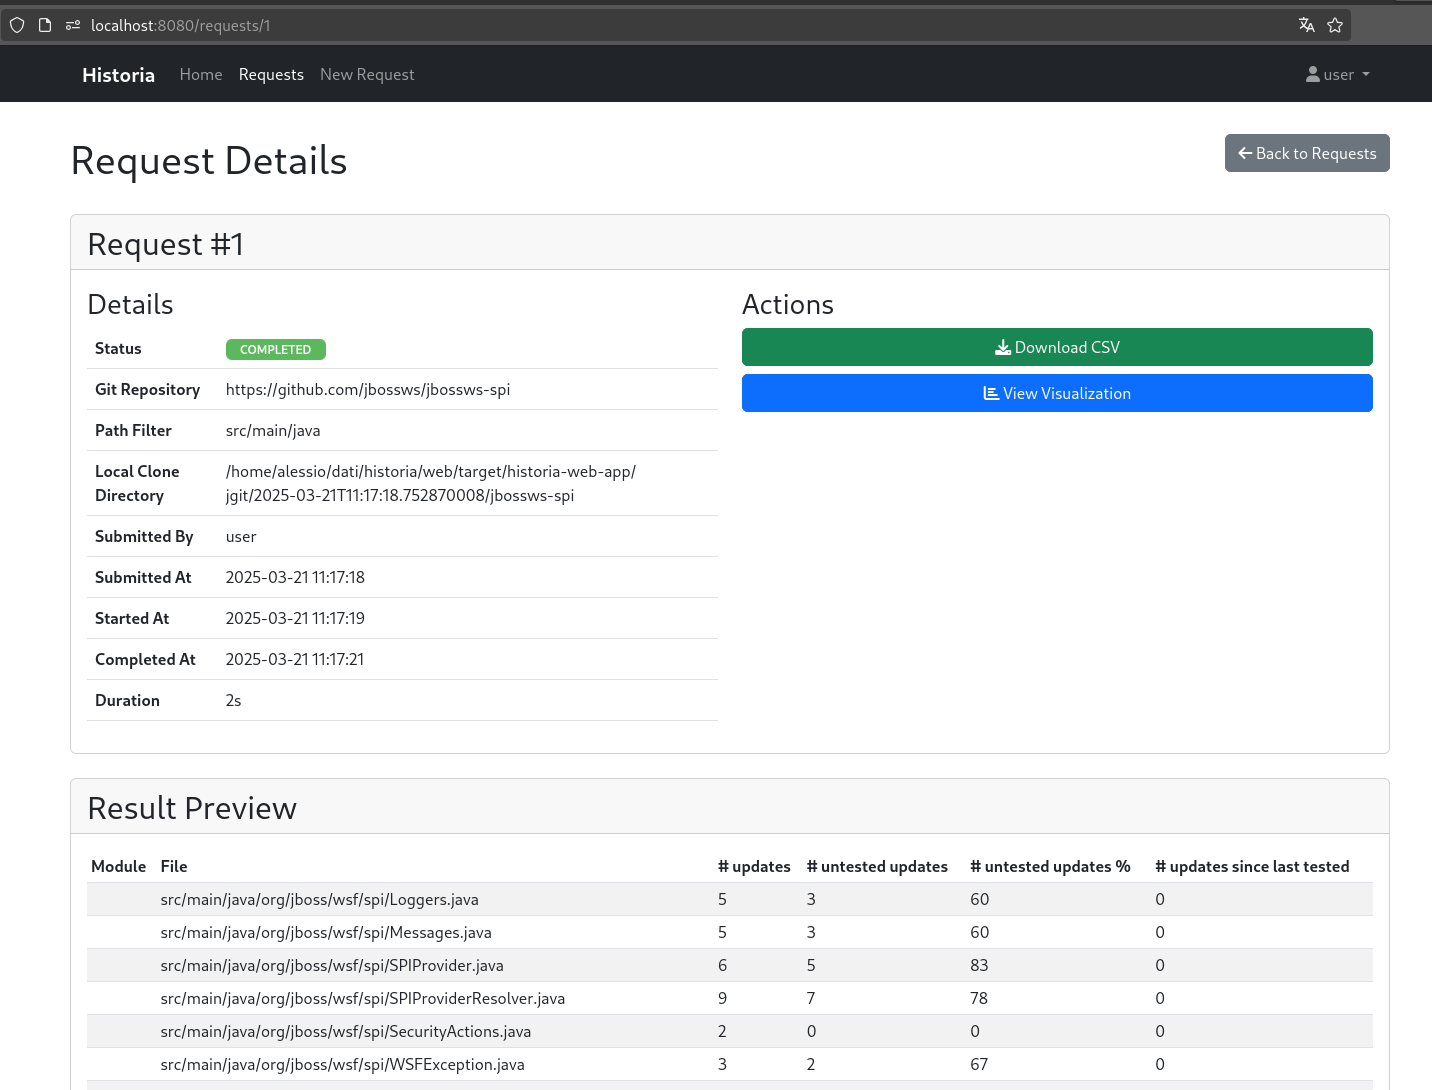 localhost:8080/requests/1
Historia Home Requests New Request user
Request Details
Back to Requests
Request #1
Details
Status COMPLETED
Git Repository https://github.com/jbossws/jbossws-spi
Path Filter src/main/java
Local Clone Directory /home/alessio/dati/historia/web/target/historia-web-app/
jgit/2025-03-21T11:17:18.752870008/jbossws-spi
Submitted By user
Submitted At 2025-03-21 11:17:18
Started At 2025-03-21 11:17:19
Completed At 2025-03-21 11:17:21
Duration 2s
Actions
Download CSV
View Visualization
Result Preview
Module File # updates # untested updates # untested updates % # updates since last tested
src/main/java/org/jboss/wsf/spi/Loggers.java 5 3 60 0
src/main/java/org/jboss/wsf/spi/Messages.java 5 3 60 0
src/main/java/org/jboss/wsf/spi/SPIProvider.java 6 5 83 0
src/main/java/org/jboss/wsf/spi/SPIProviderResolver.java 9 7 78 0
src/main/java/org/jboss/wsf/spi/SecurityActions.java 2 0 0 0
src/main/java/org/jboss/wsf/spi/WSFException.java 3 2 67 0